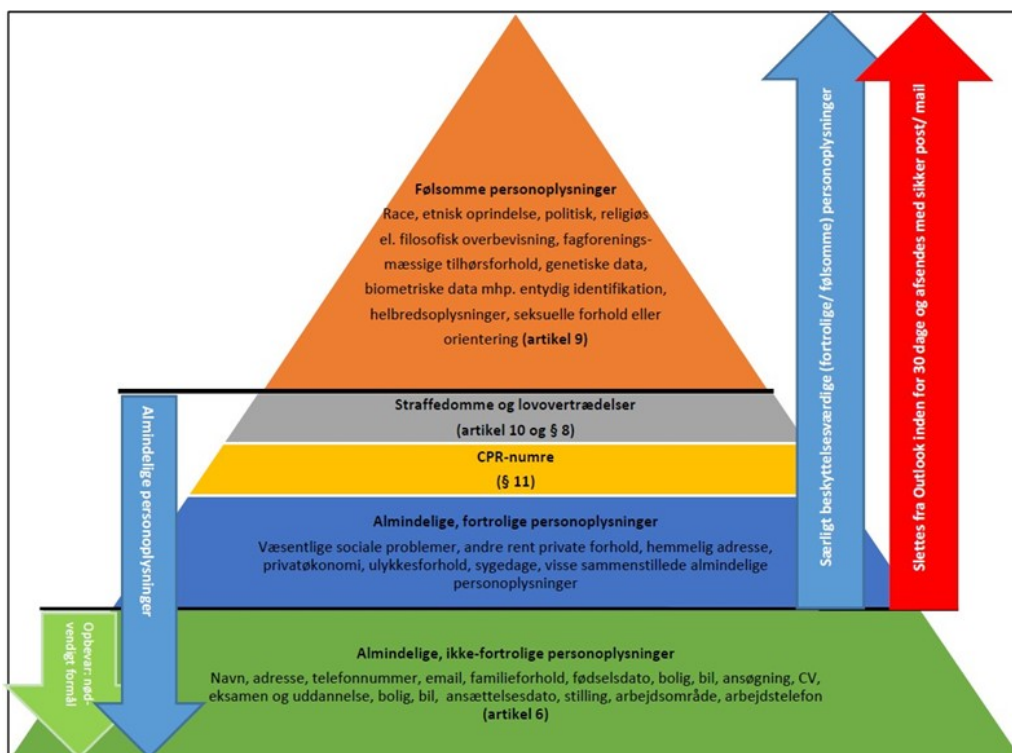 Følsomme personoplysninger
Race, etnisk oprindelse, politisk, religiøs
el. filosofisk overbevisning, fagforenings-
mæssige tilhørsforhold, genetiske data,
biometriske data mhp. entydig identifikation,
helbredsoplysninger, seksuelle forhold eller
orientering (artikel 9)
Straffedomme og lovovertrædelser
(artikel 10 og § 8)
CPR-numre
(§ 11)
Almindelige, fortrolige personoplysninger
Væsentlige sociale problemer, andre rent private forhold, hemmelig adresse,
privatøkonomi, ulykkesforhold, sygedage, visse sammenstillede almindelige
personoplysninger
Almindelige, ikke-fortrolige personoplysninger
Navn, adresse, telefonnummer, email, familieforhold, fødselsdato, bolig, bil, ansøgning, CV,
eksamen og uddannelse, bolig, bil, ansættelsesdato, stilling, arbejdsområde, arbejdstelefon
(artikel 6)
Opbevar: nød-
vendigt formål
Almindelige personoplysninger
Særligt beskyttelsesværdige (fortrolige/ følsomme) personoplysninger
Slettes fra Outlook inden for 30 dage og afsendes med sikker post/ mail